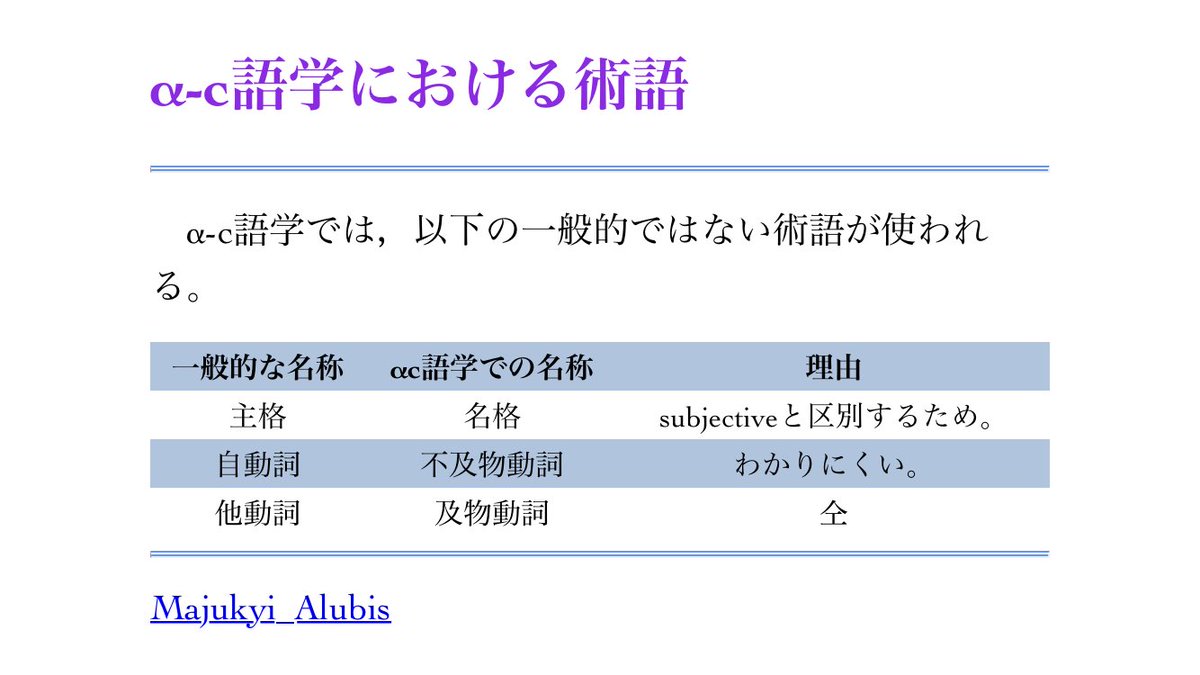 α-c語学における術語
α-c語学では，以下の一般的ではない術語が使われ
る。
一般的な名称 αc語学での名称 理由
主格 名格 subjectiveと区別するため。
自動詞 不及物動詞 わかりにくい。
他動詞 及物動詞 仝
Majukyi_Alubis